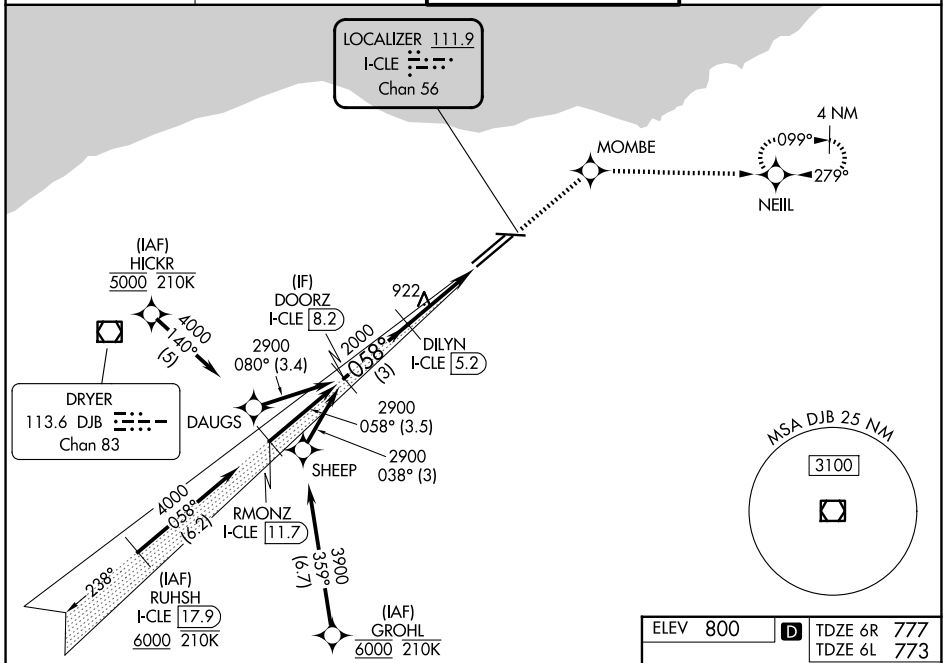 LOCALIZER 111.9
I-CLE
Chan 56
4 NM
099°
279°
MOMBE
NEIIL
(IAF)
HICKR
5000 210K
4000
140°
(5)
(IF)
DOORZ
I-CLE 8.2
922
2000
058°
(3)
DILYN
I-CLE 5.2
2900
080° (3.4)
DRYER
113.6 DJB
Chan 83
DAUGS
2900
058° (3.5)
2900
038° (3)
SHEEP
MSA DJB 25 NM
3100
4000
058°
(6.2)
RMONZ
I-CLE 11.7
238°
3900
359°
(6.7)
(IAF)
RUHSH
I-CLE 17.9
6000 210K
(IAF)
GROHL
6000 210K
ELEV 800
D
TDZE 6R 777
TDZE 6L 773